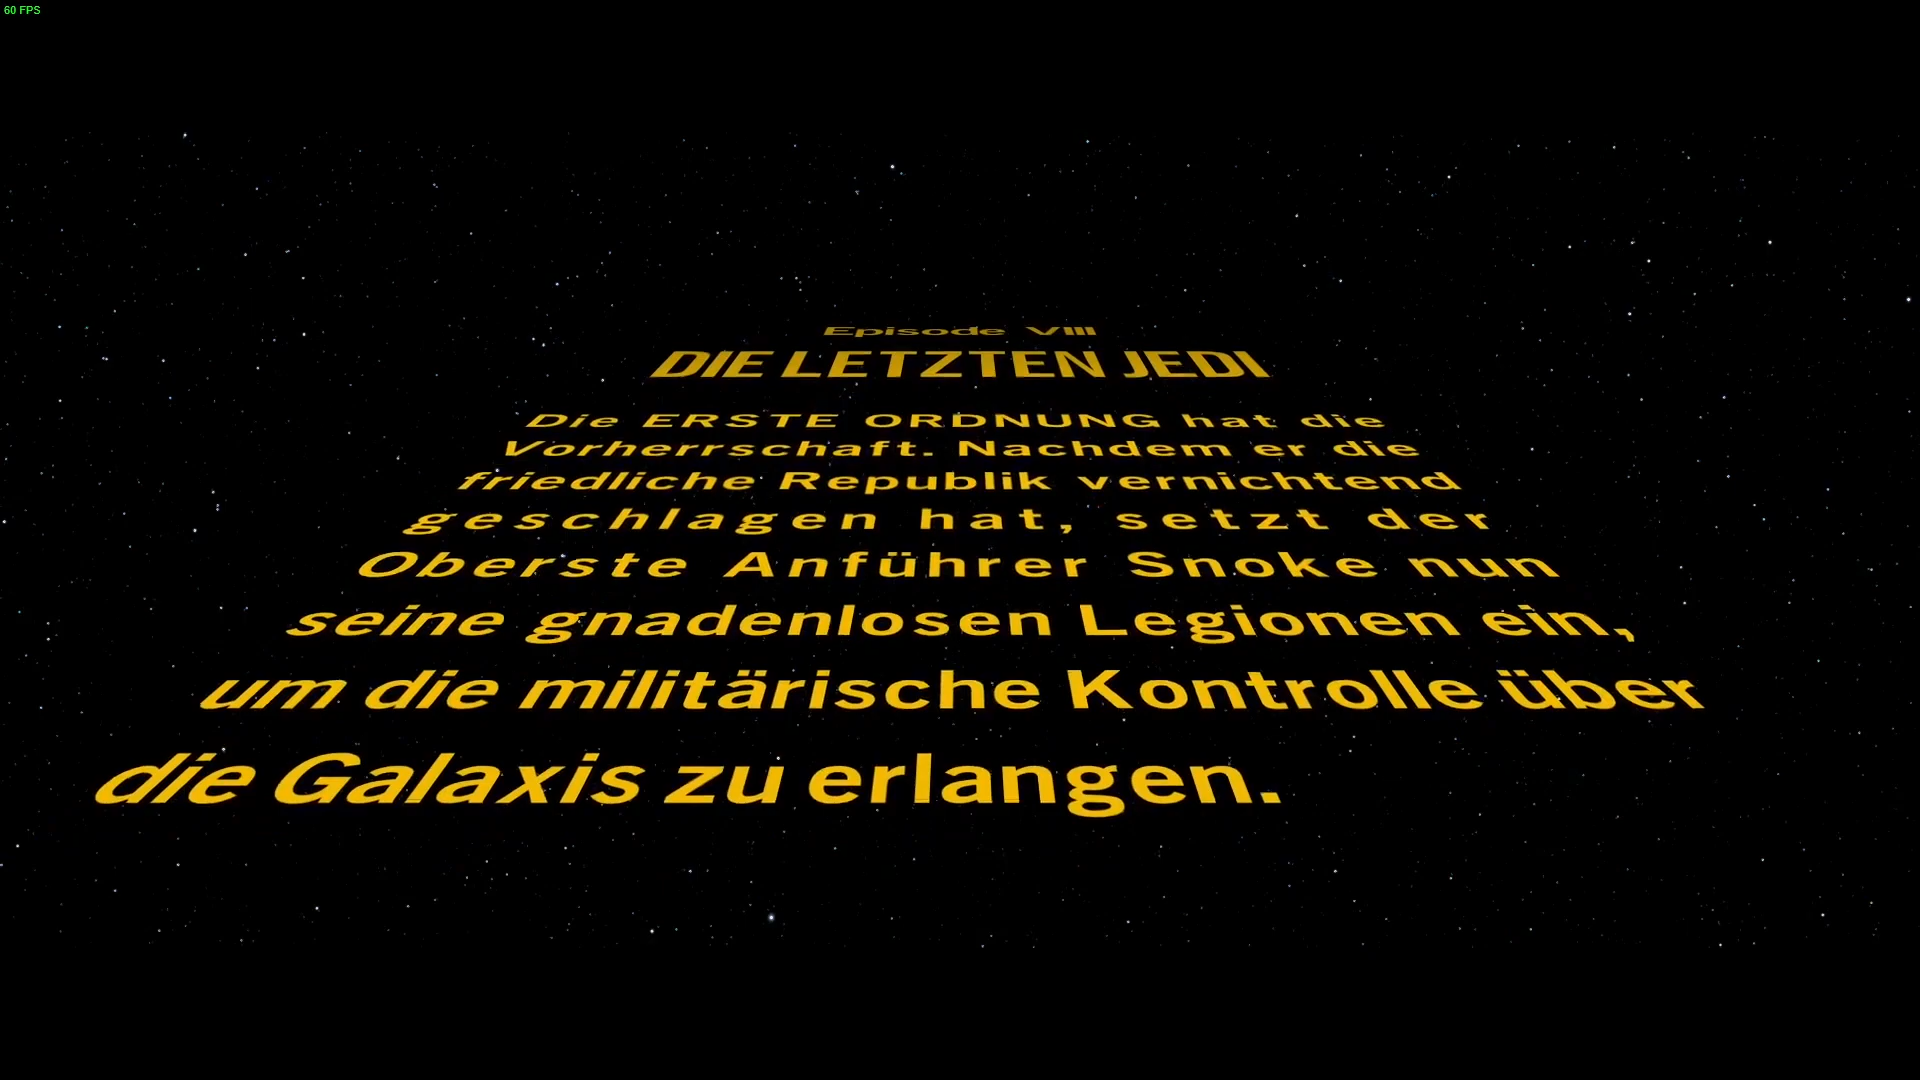 60 FPS
Episode VIII
DIE LETZTEN JEDI
Die ERSTE ORDNUNG hat die
Vorherrschaft. Nachdem er die
friedliche Republik vernichtend
geschlagen hat, setzt der
Oberste Anführer Snoke nun
seine gnadenlosen Legionen ein,
um die militärische Kontrolle über
die Galaxis zu erlangen.